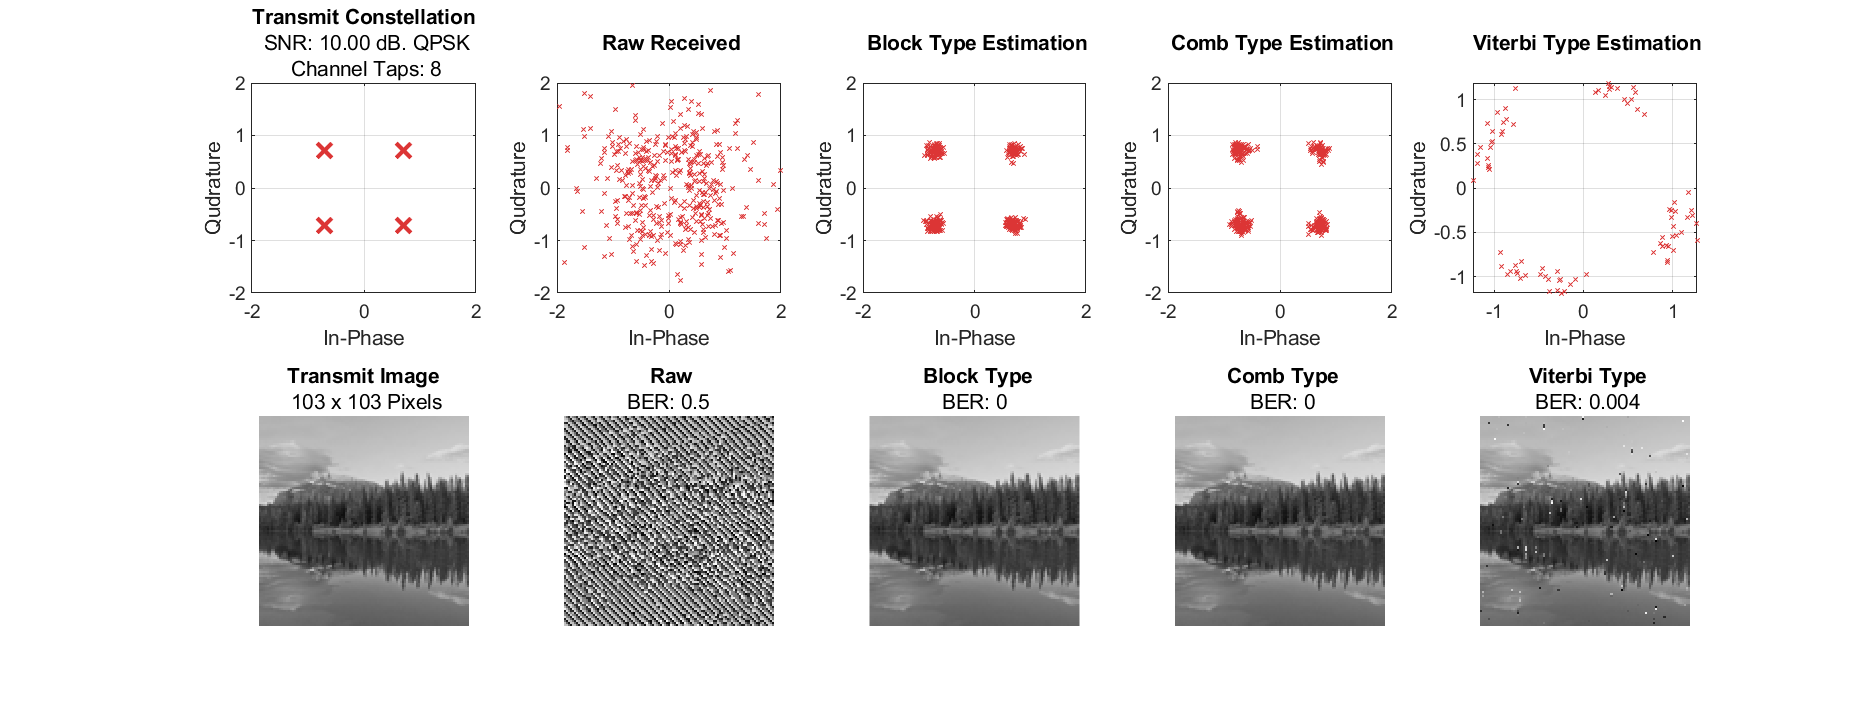 Transmit Constellation
SNR: 10.00 dB. QPSK
Channel Taps: 8
2
1
0
-1
-2
-2
0
2
Qudrature
In-Phase
Raw Received
2
1
0
-1
-2
-2
0
2
Qudrature
In-Phase
Block Type Estimation
2
1
0
-1
-2
-2
0
2
Qudrature
In-Phase
Comb Type Estimation
2
1
0
-1
-2
-2
0
2
Qudrature
In-Phase
Viterbi Type Estimation
1
0.5
0
-0.5
-1
-1
0
1
Qudrature
In-Phase
Transmit Image
103 x 103 Pixels
Raw
BER: 0.5
Block Type
BER: 0
Comb Type
BER: 0
Viterbi Type
BER: 0.004